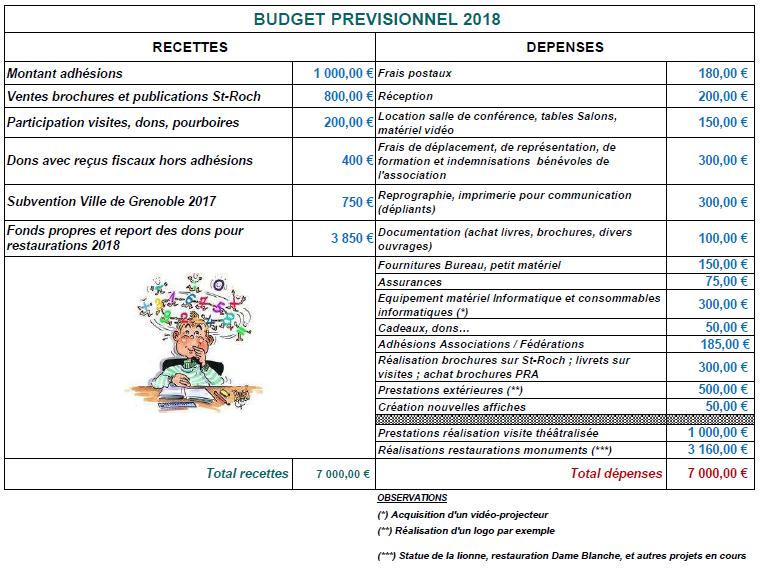 BUDGET PREVISIONNEL 2018
RECETTES
Montant adhésions 1 000,00 €
Ventes brochures et publications St-Roch 800,00 €
Participation visites, dons, pourboires 200,00 €
Dons avec reçus fiscaux hors adhésions 400 €
Subvention Ville de Grenoble 2017 750 €
Fonds propres et report des dons pour
restaurations 2018 3 850 €
Total recettes 7 000,00 €
DEPENSES
Frais postaux 180,00 €
Réception 200,00 €
Location salle de conférence, tables Salons,
matériel vidéo 150,00 €
Frais de déplacement, de représentation, de
formation et indemnisations bénévoles de
l'association 300,00 €
Reprographie, imprimerie pour communication
(dépliants) 300,00 €
Documentation (achat livres, brochures, divers
ouvrages) 100,00 €
Fournitures Bureau, petit matériel 150,00 €
Assurances 75,00 €
Equipement matériel Informatique et consommables
informatiques (*) 300,00 €
Cadeaux, dons... 50,00 €
Adhésions Associations / Fédérations 185,00 €
Réalisation brochures sur St-Roch ; livrets sur
visites ; achat brochures PRA 300,00 €
Prestations extérieures (**) 500,00 €
Création nouvelles affiches 50,00 €
Prestations réalisation visite théâtralisée 1 000,00 €
Réalisations restaurations monuments (***) 3 160,00 €
Total dépenses 7 000,00 €
OBSERVATIONS
(*) Acquisition d'un vidéo-projecteur
(**) Réalisation d'un logo par exemple
(***) Statue de la lionne, restauration Dame Blanche, et autres projets en cours